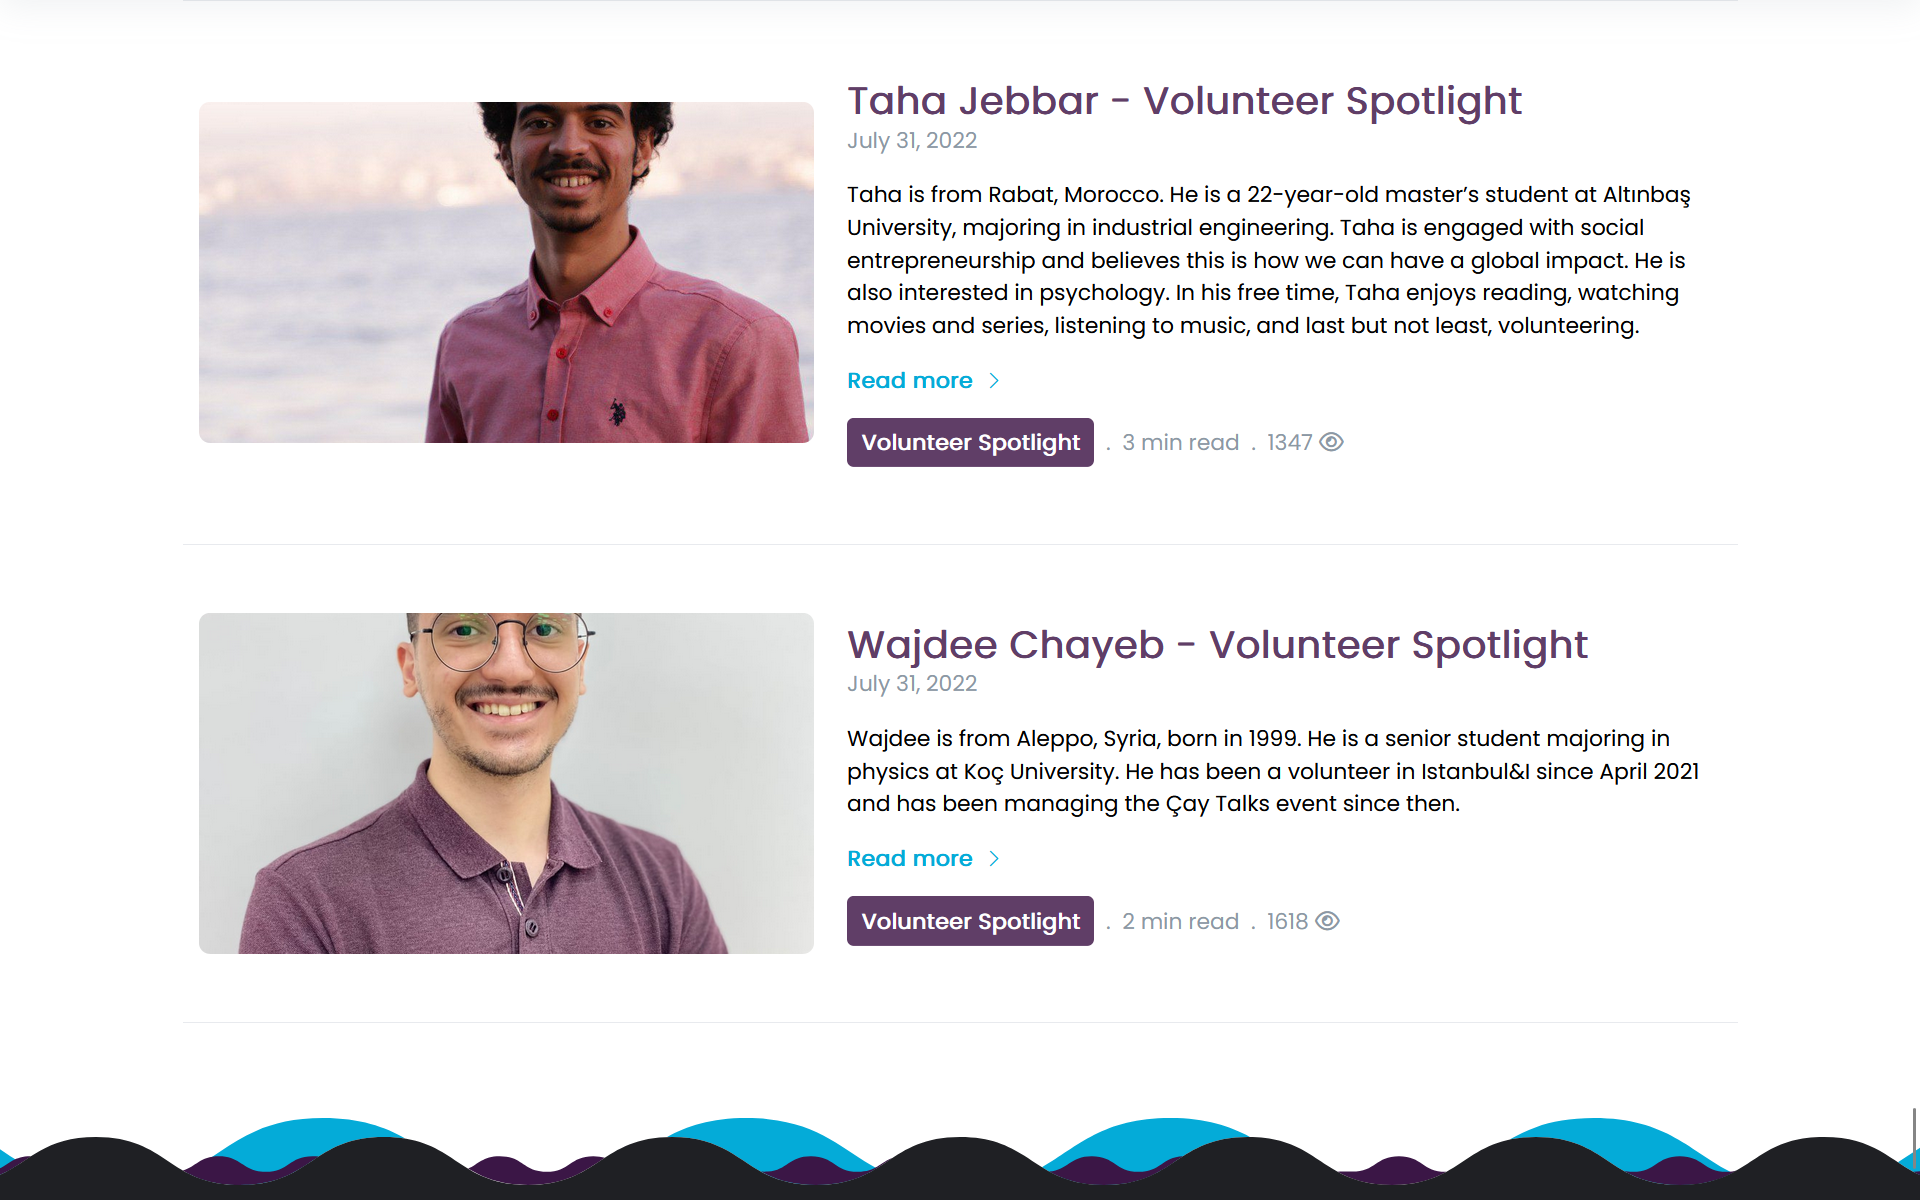 Taha Jebbar - Volunteer Spotlight
July 31, 2022
Taha is from Rabat, Morocco. He is a 22-year-old master’s student at Altınbaş
University, majoring in industrial engineering. Taha is engaged with social
entrepreneurship and believes this is how we can have a global impact. He is
also interested in psychology. In his free time, Taha enjoys reading, watching
movies and series, listening to music, and last but not least, volunteering.
Read more
Volunteer Spotlight . 3 min read . 1347
Wajdee Chayeb - Volunteer Spotlight
July 31, 2022
Wajdee is from Aleppo, Syria, born in 1999. He is a senior student majoring in
physics at Koç University. He has been a volunteer in Istanbul&I since April 2021
and has been managing the Çay Talks event since then.
Read more
Volunteer Spotlight . 2 min read . 1618